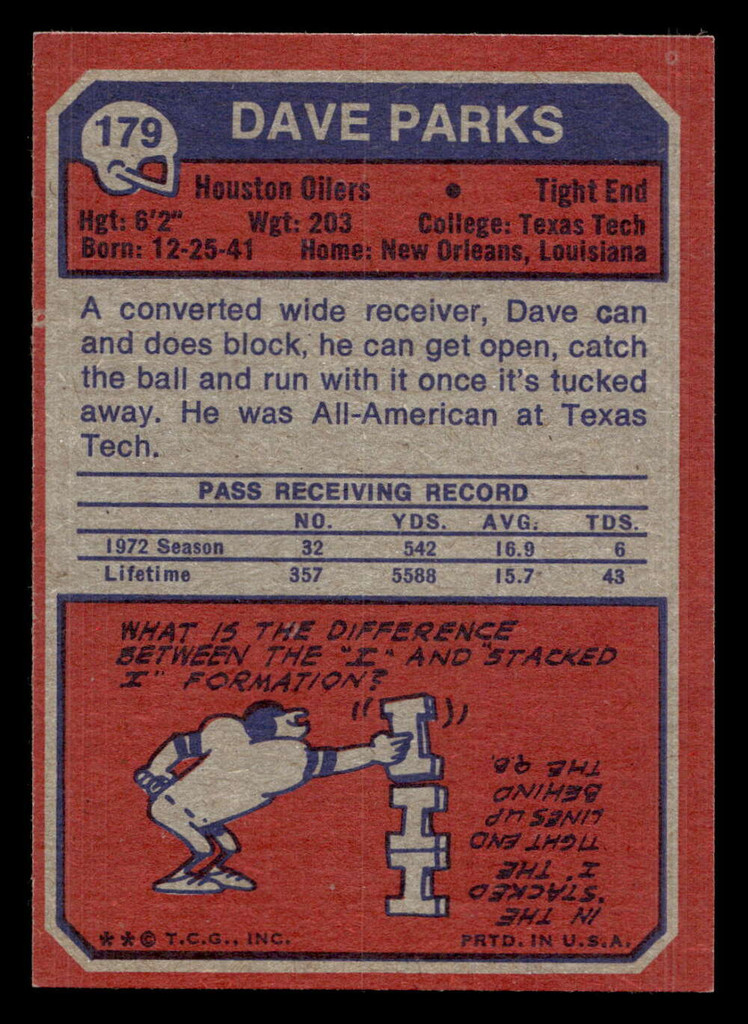 179
DAVE PARKS
Houston Oilers • Tight End
Hgt: 6'2" Wgt: 203 College: Texas Tech
Born: 12-25-41 Home: New Orleans, Louisiana
A converted wide receiver, Dave can
and does block, he can get open, catch
the ball and run with it once it's tucked
away. He was All-American at Texas
Tech.
PASS RECEIVING RECORD
NO. YDS. AVG. TDS.
1972 Season 32 542 16.9 6
Lifetime 357 5588 15.7 43
WHAT IS THE DIFFERENCE
BETWEEN THE "I" AND "STACKED
I" FORMATION?
I
I
I
IN THE
"STACKED
I" THE
TIGHT END
LINES UP
BEHIND
THE Q.B.
**© T.C.G., INC. PRTD. IN U.S.A.